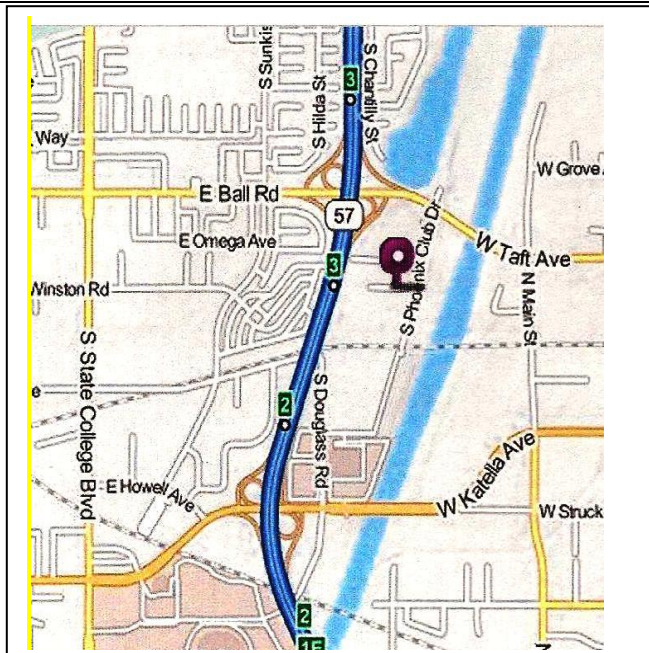 S Sunkis
S Hilda St
3
S Chantilly St
Way
W Grove
E Ball Rd
57
S Phoenix Club Dr
W Taft Ave
E Omega Ave
3
Winston Rd
N Main St
e
S State College Blvd
2
S Douglass Rd
E Howell Ave
W Katella Ave
W Struck
2
1E